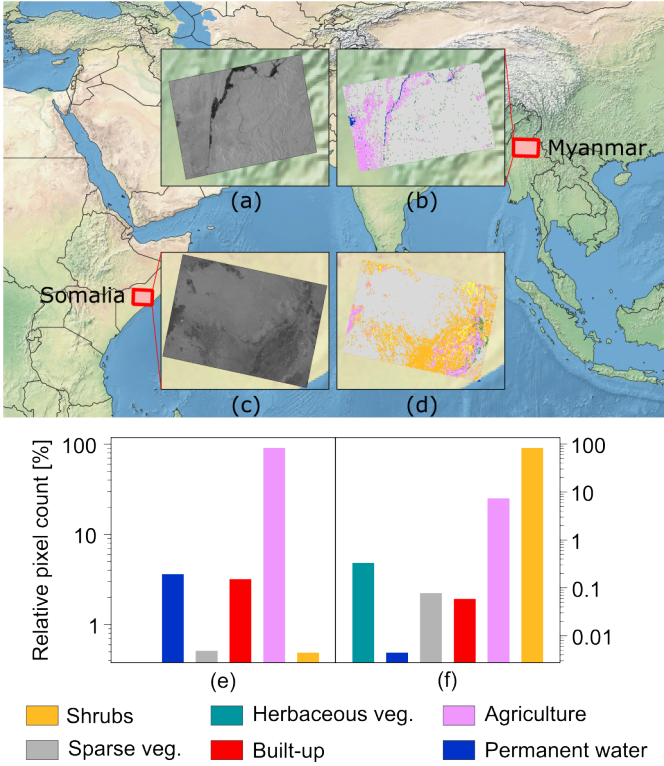 (a)
(b)
Myanmar
Somalia
(c)
(d)
Relative pixel count [%]
100
10
1
100
10
1
0.1
0.01
(e)
(f)
Shrubs
Herbaceous veg.
Agriculture
Sparse veg.
Built-up
Permanent water